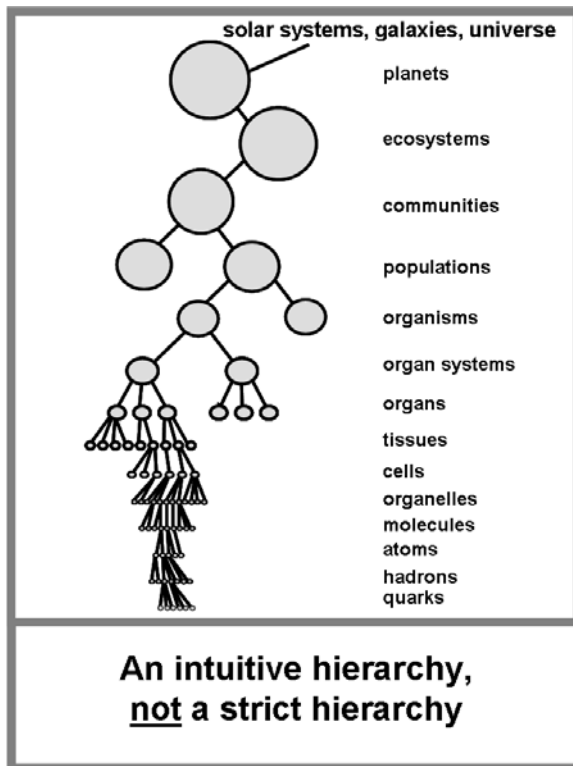 solar systems, galaxies, universe
planets
ecosystems
communities
populations
organisms
organ systems
organs
tissues
cells
organelles
molecules
atoms
hadrons
quarks
An intuitive hierarchy,
not a strict hierarchy